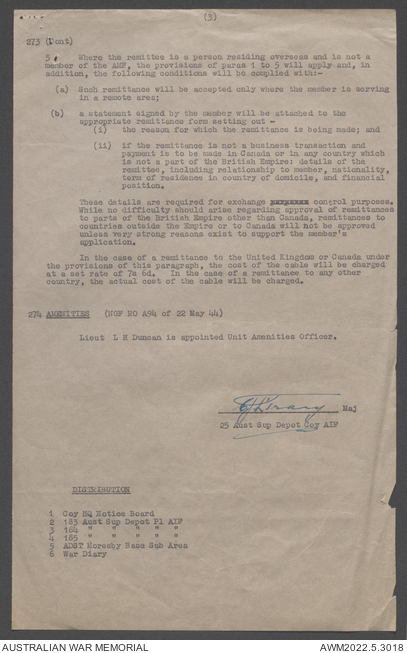 (3)
273 (Cont)
5. Where the remittee is a person residing overseas and is not a
member of the AMF, the provisions of paras 1 to 5 will apply and, in
addition, the following conditions will be complied with:-
(a) Such remittance will be accepted only where the member is serving
in a remote area;
(b) a statement signed by the member will be attached to the
appropriate remittance form setting out -
(i) the reason for which the remittance is being made; and
(ii) if the remittance is not a business transaction and
payment is to be made in Canada or in any country which
is not a part of the British Empire: details of the
remittee, including relationship to member, nationality,
term of residence in country of domicile, and financial
position.
These details are required for exchange control purposes.
While no difficulty should arise regarding approval of remittances
to parts of the British Empire other than Canada, remittances to
countries outside the Empire or to Canada will not be approved
unless very strong reasons exist to support the member's
application.
In the case of a remittance to the United Kingdom or Canada under
the provisions of this paragraph, the cost of the cable will be charged
at a set rate of 7s 6d. In the case of a remittance to any other
country, the actual cost of the cable will be charged.
274 AMENITIES (NGF RO A94 of 22 May 44)
Lieut L H Duncan is appointed Unit Amenities Officer.
Maj
25 Aust Sup Depot Coy AIF
DISTRIBUTION
1 Coy HQ Notice Board
2 183 Aust Sup Depot Pl AIF
3 184 " " " " "
4 185 " " " " "
5 ADST Moresby Base Sub Area
6 War Diary
AUSTRALIAN WAR MEMORIAL
AWM2022.5.3018